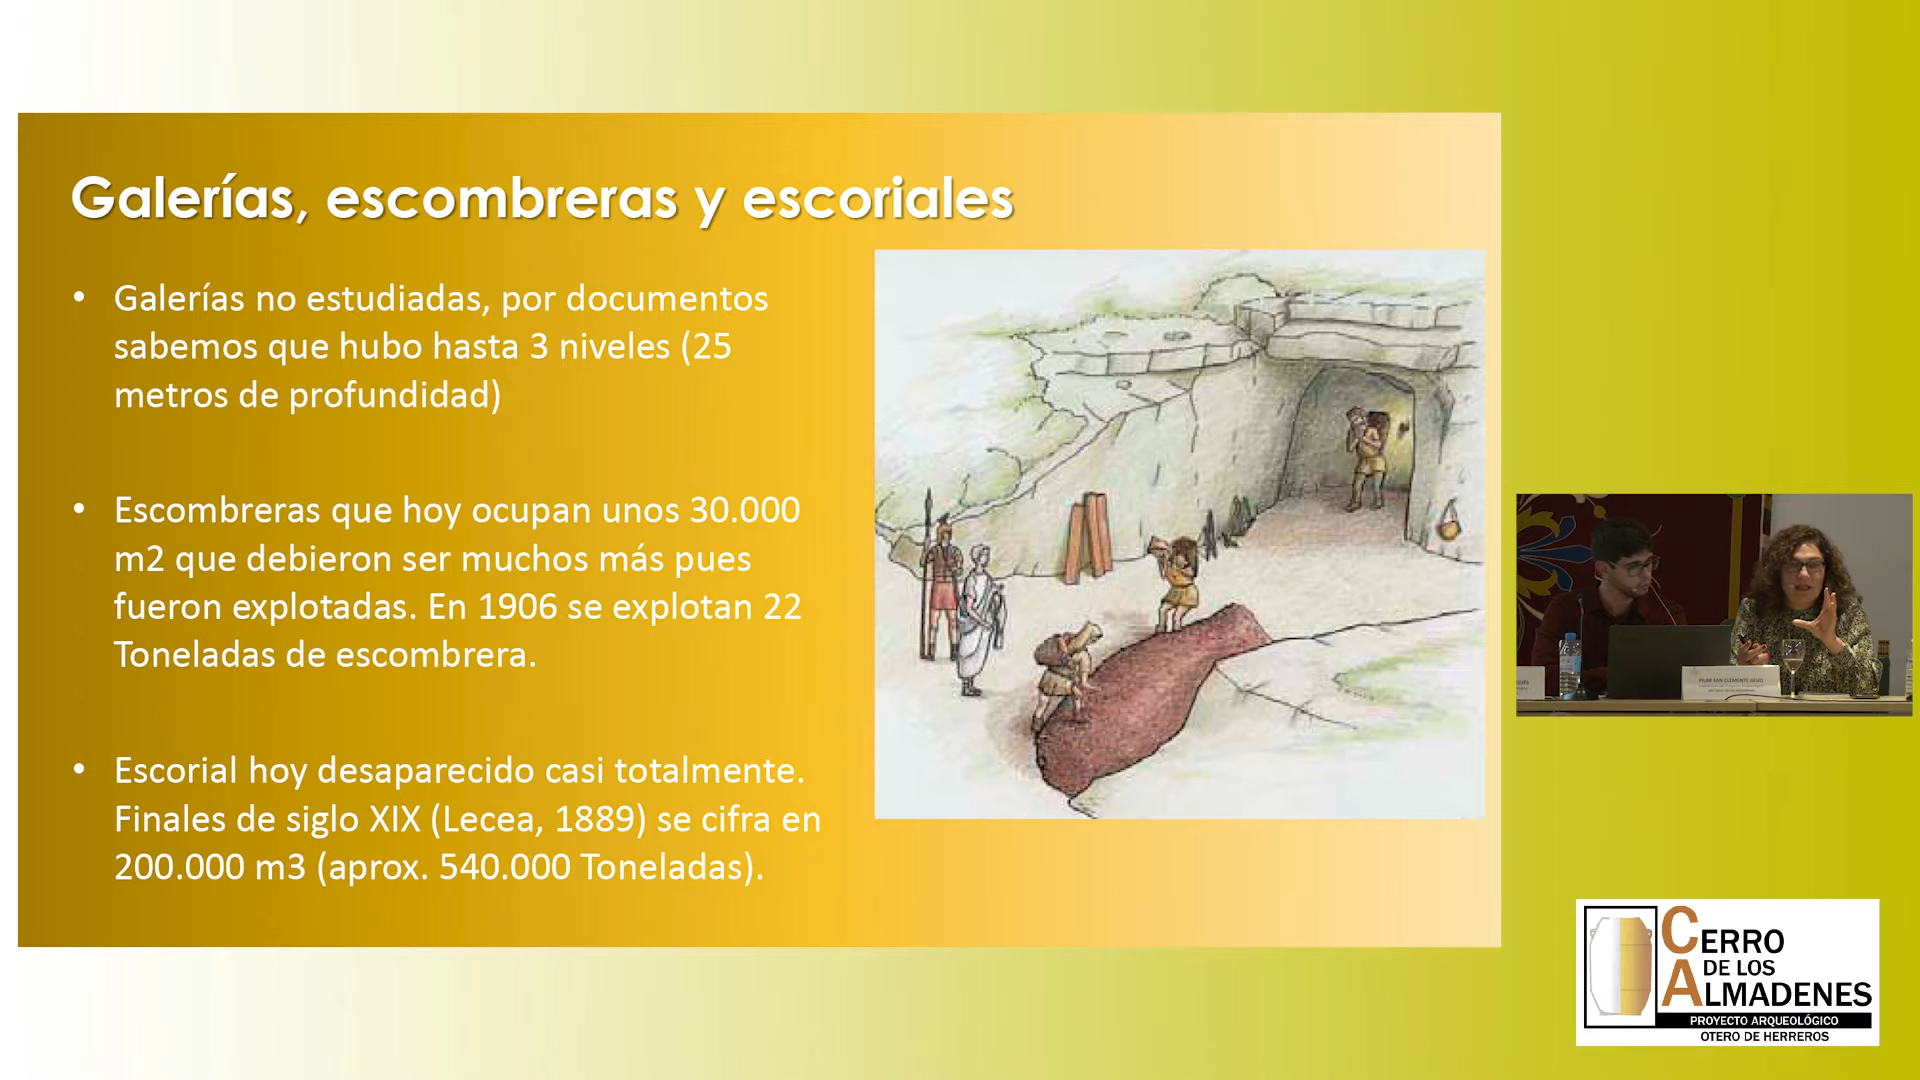 Galerías, escombreras y escoriales
• Galerías no estudiadas, por documentos
sabemos que hubo hasta 3 niveles (25
metros de profundidad)
• Escombreras que hoy ocupan unos 30.000
m2 que debieron ser muchos más pues
fueron explotadas. En 1906 se explotan 22
Toneladas de escombrera.
• Escorial hoy desaparecido casi totalmente.
Finales de siglo XIX (Lecea, 1889) se cifra en
200.000 m3 (aprox. 540.000 Toneladas).
PILAR SAN CLEMENTE
CERRO
DE LOS
ALMADENES
PROYECTO ARQUEOLÓGICO
OTERO DE HERREROS